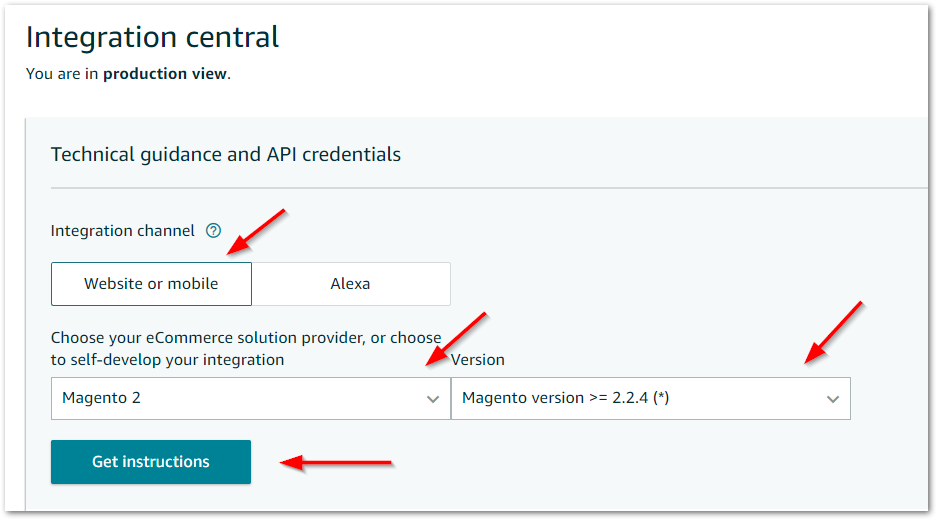 Integration central
You are in production view.
Technical guidance and API credentials
Integration channel ?
Website or mobile
Alexa
Choose your eCommerce solution provider, or choose
to self-develop your integration
Version
Magento 2
Magento version >= 2.2.4 (*)
Get instructions